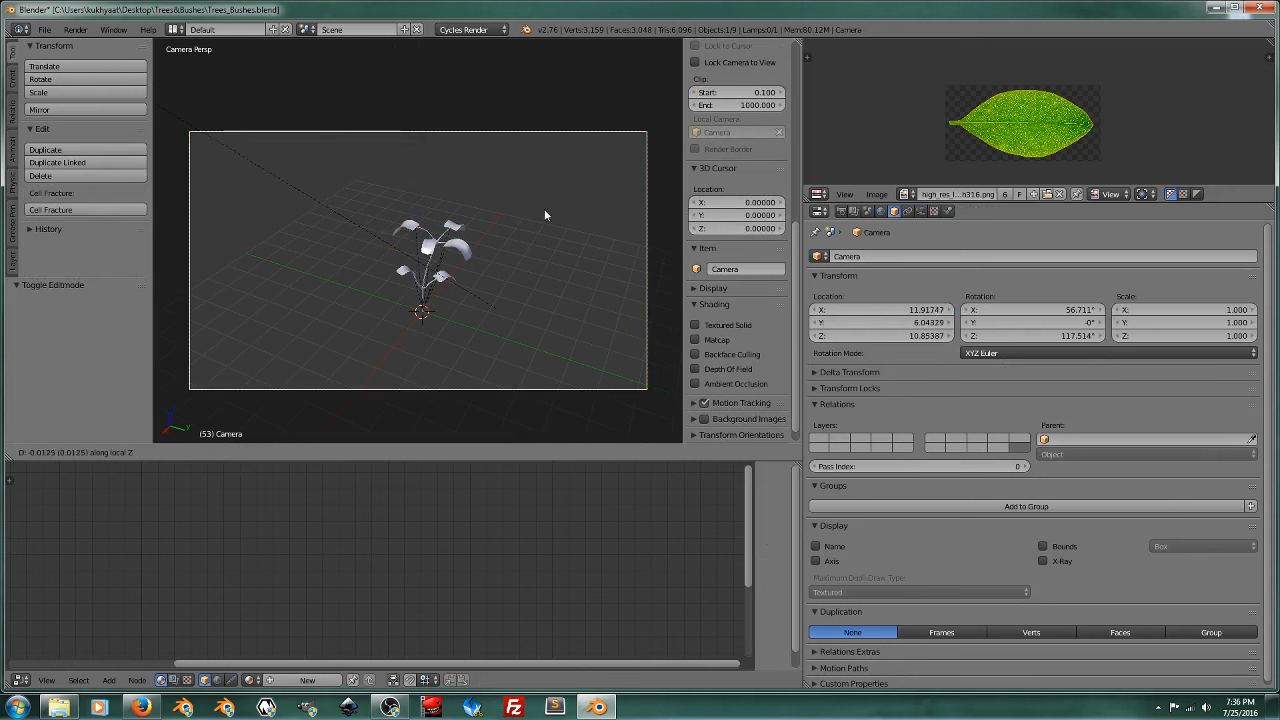 Blender* [C:\Users\kukhyaat\Desktop\Trees&Bushes\Trees_Bushes.blend]
File Render Window Help Default Scene Cycles Render v2.76 | Verts:3,159 | Faces:3,048 | Tris:6,096 | Objects:1/9 | Lamps:0/1 | Mem:80.12M | Camera
Transform
Translate
Rotate
Scale
Mirror
Edit
Duplicate
Duplicate Linked
Delete
Cell Fracture:
Cell Fracture
History
Toggle Editmode
Camera Persp
(53) Camera
Lock to Cursor
Lock Camera to View
Clip:
Start: 0.100
End: 1000.000
Local Camera:
Camera
Render Border
3D Cursor
Location:
X: 0.00000
Y: 0.00000
Z: 0.00000
Item
Camera
Display
Shading
Textured Solid
Matcap
Backface Culling
Depth Of Field
Ambient Occlusion
Motion Tracking
Background Images
Transform Orientations
D: -0.0125 (0.0125) along local Z
View Select Add Node New
View Image high_res_l...h316.png 6 F View
Camera
Camera
Transform
Location: Rotation: Scale:
X: 11.91747 X: 56.711° X: 1.000
Y: 6.04329 Y: -0° Y: 1.000
Z: 10.85387 Z: 117.514° Z: 1.000
Rotation Mode: XYZ Euler
Delta Transform
Transform Locks
Relations
Layers: Parent:
Object
Pass Index: 0
Groups
Add to Group
Display
Name Bounds Box
Axis X-Ray
Maximum Dupli Draw Type:
Textured
Duplication
None Frames Verts Faces Group
Relations Extras
Motion Paths
Custom Properties
7:36 PM
7/25/2016